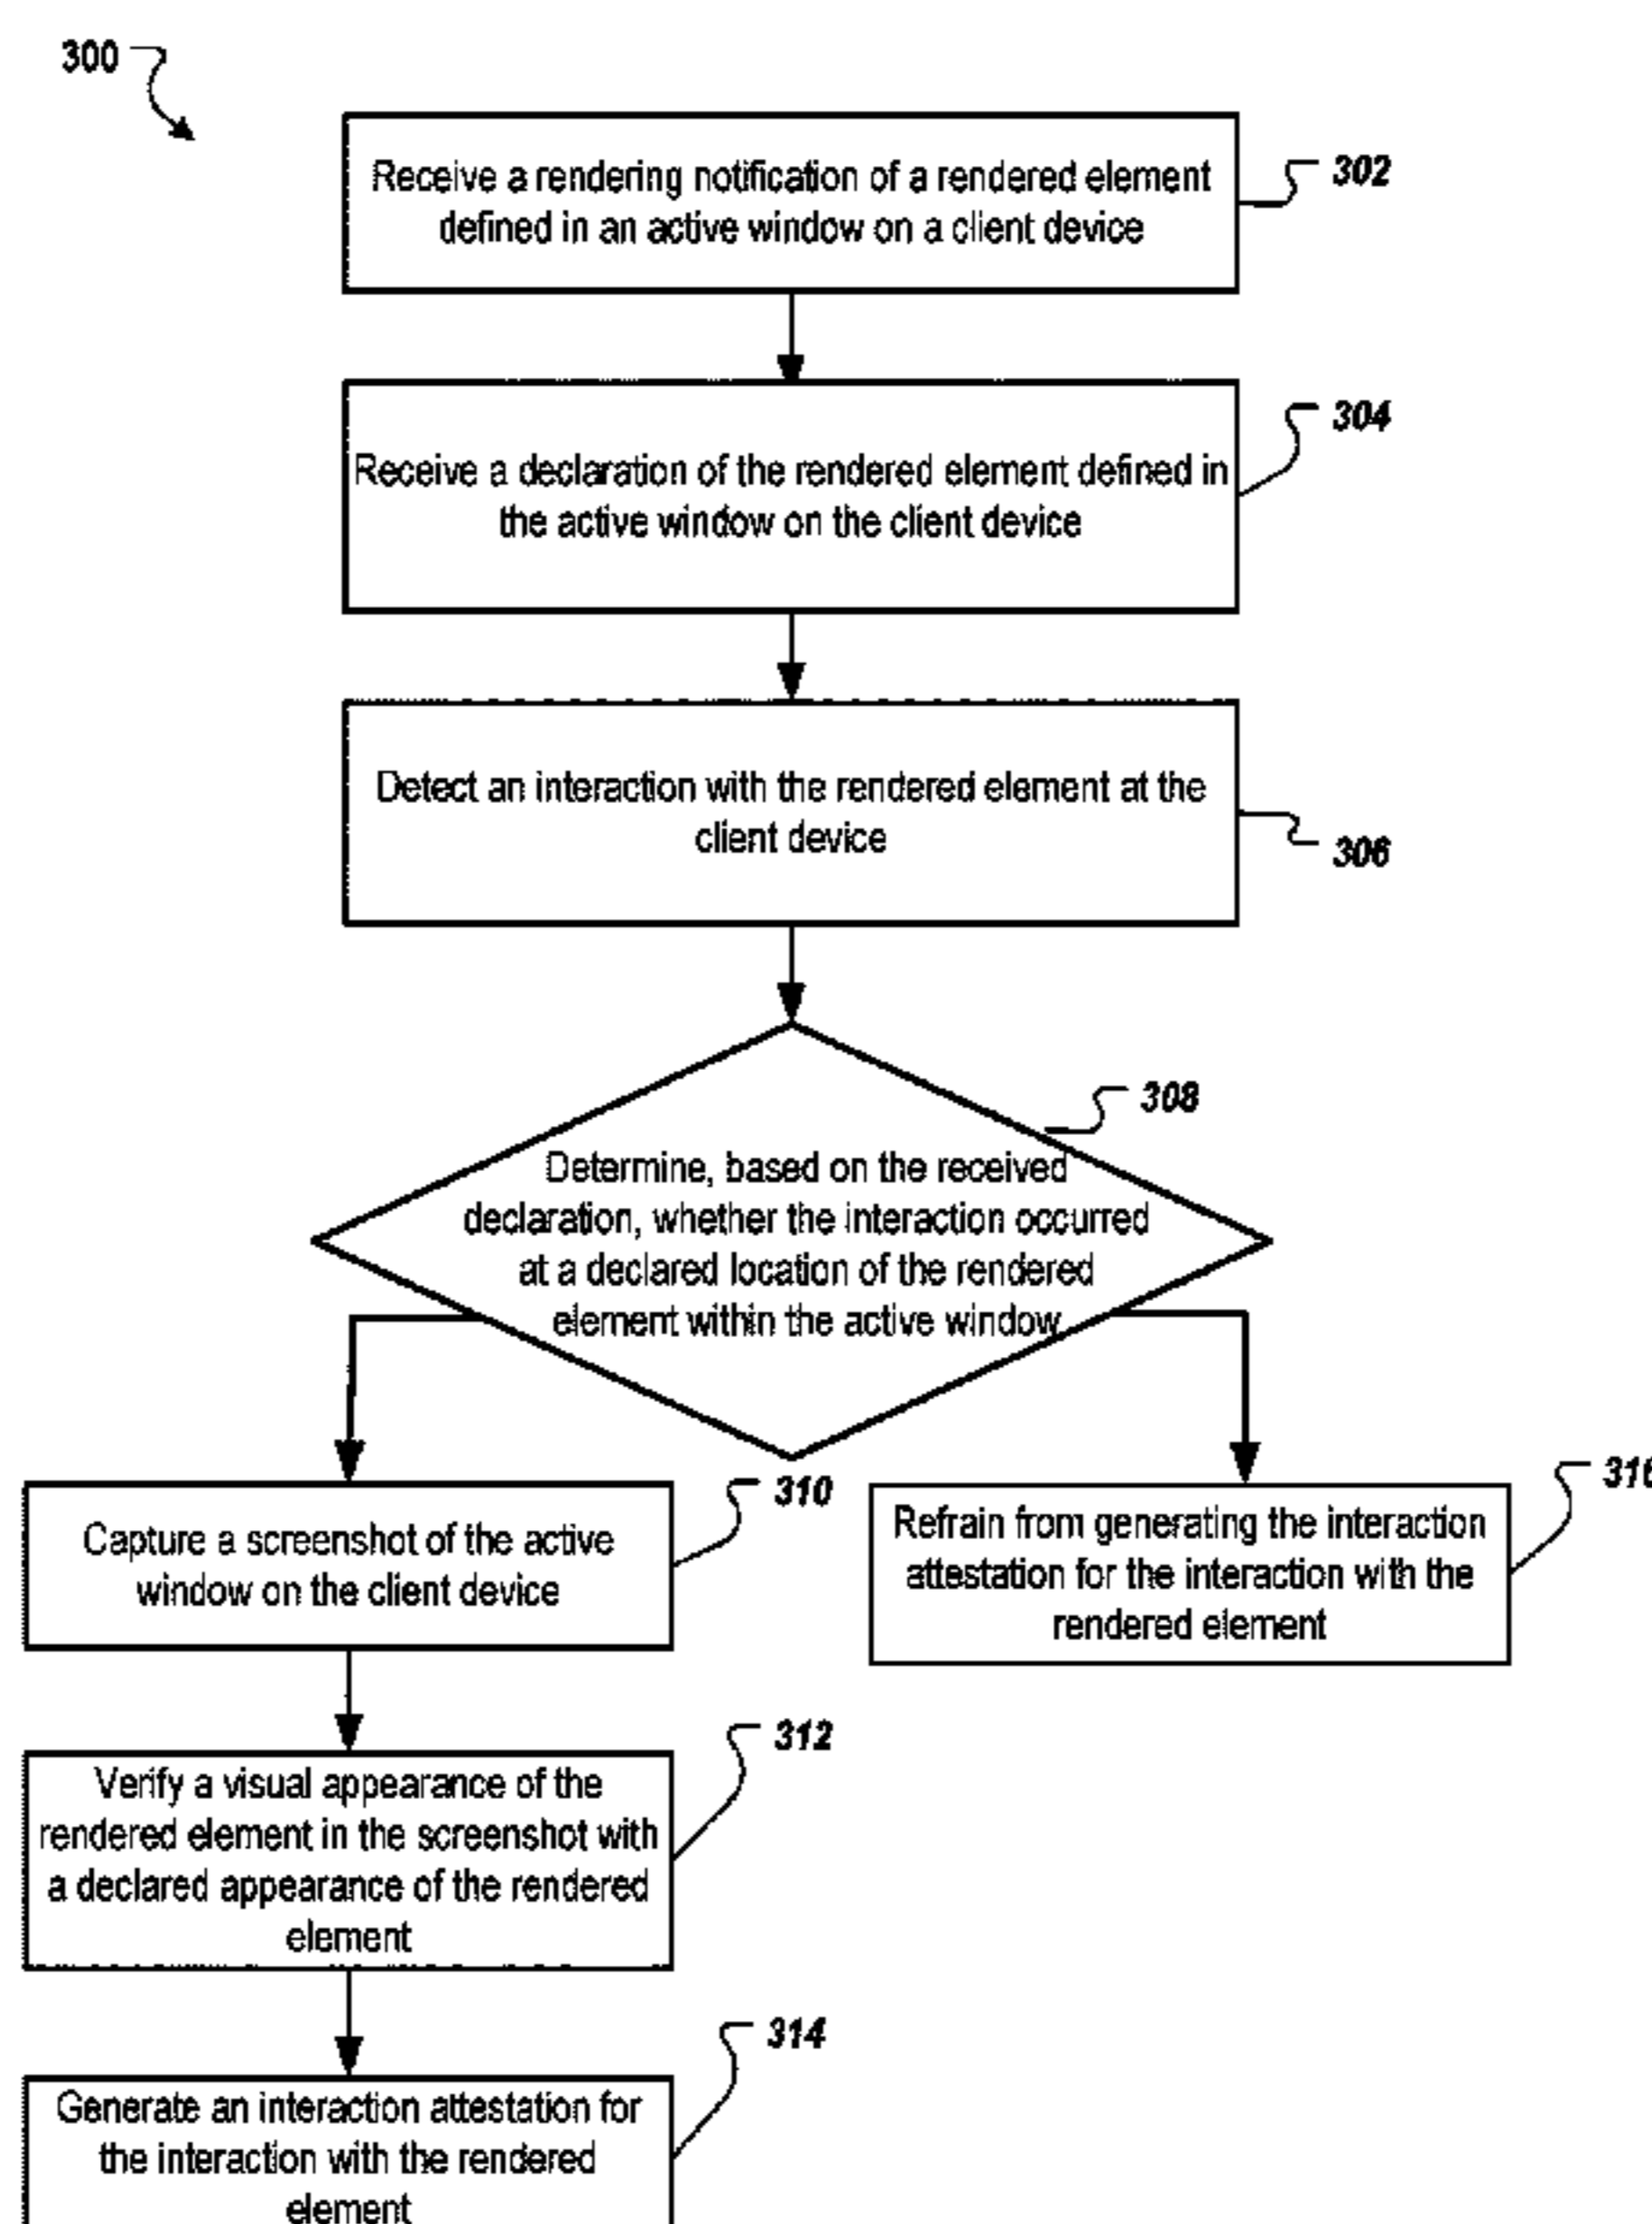 300
Receive a rendering notification of a rendered element
defined in an active window on a client device
302
Receive a declaration of the rendered element defined in
the active window on the client device
304
Detect an interaction with the rendered element at the
client device
306
308
Determine, based on the received
declaration, whether the interaction occurred
at a declared location of the rendered
element within the active window
310
Capture a screenshot of the active
window on the client device
316
Refrain from generating the interaction
attestation for the interaction with the
rendered element
312
Verify a visual appearance of the
rendered element in the screenshot with
a declared appearance of the rendered
element
314
Generate an interaction attestation for
the interaction with the rendered
element